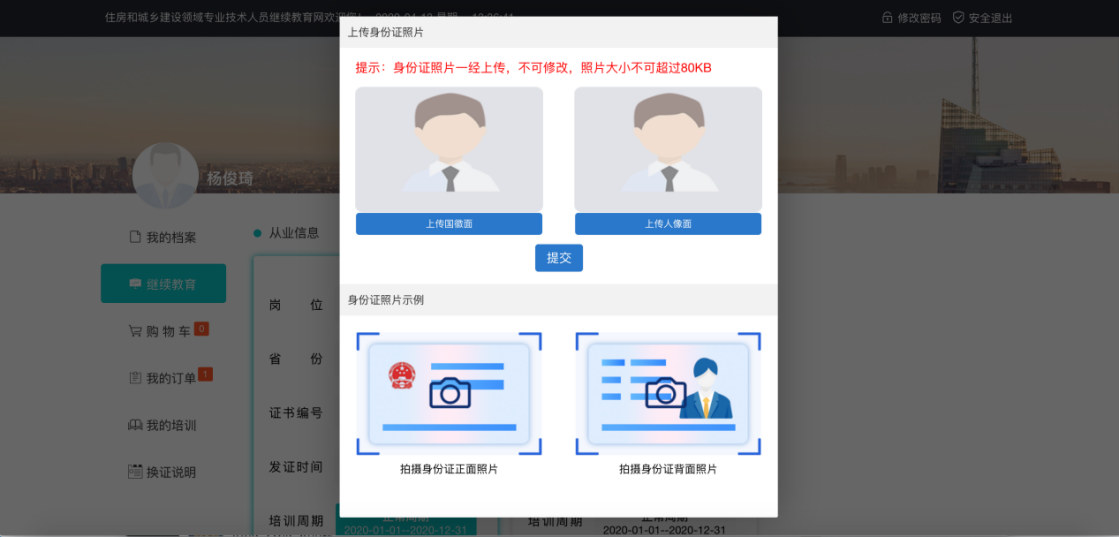 住房和城乡建设领域专业技术人员继续教育网欢迎您！
2020-04-13 星期一 13:26:41
修改密码
安全退出
上传身份证照片
提示：身份证照片一经上传，不可修改，照片大小不可超过80KB
上传国徽面
上传人像面
提交
身份证照片示例
拍摄身份证正面照片
拍摄身份证背面照片
杨俊琦
我的档案
继续教育
购 物 车 0
我的订单 1
我的培训
换证说明
从业信息
岗 位
省 份
证书编号
发证时间
培训周期
正常周期
2020-01-01--2020-12-31
培训周期
正常周期
2020-01-01--2020-12-31